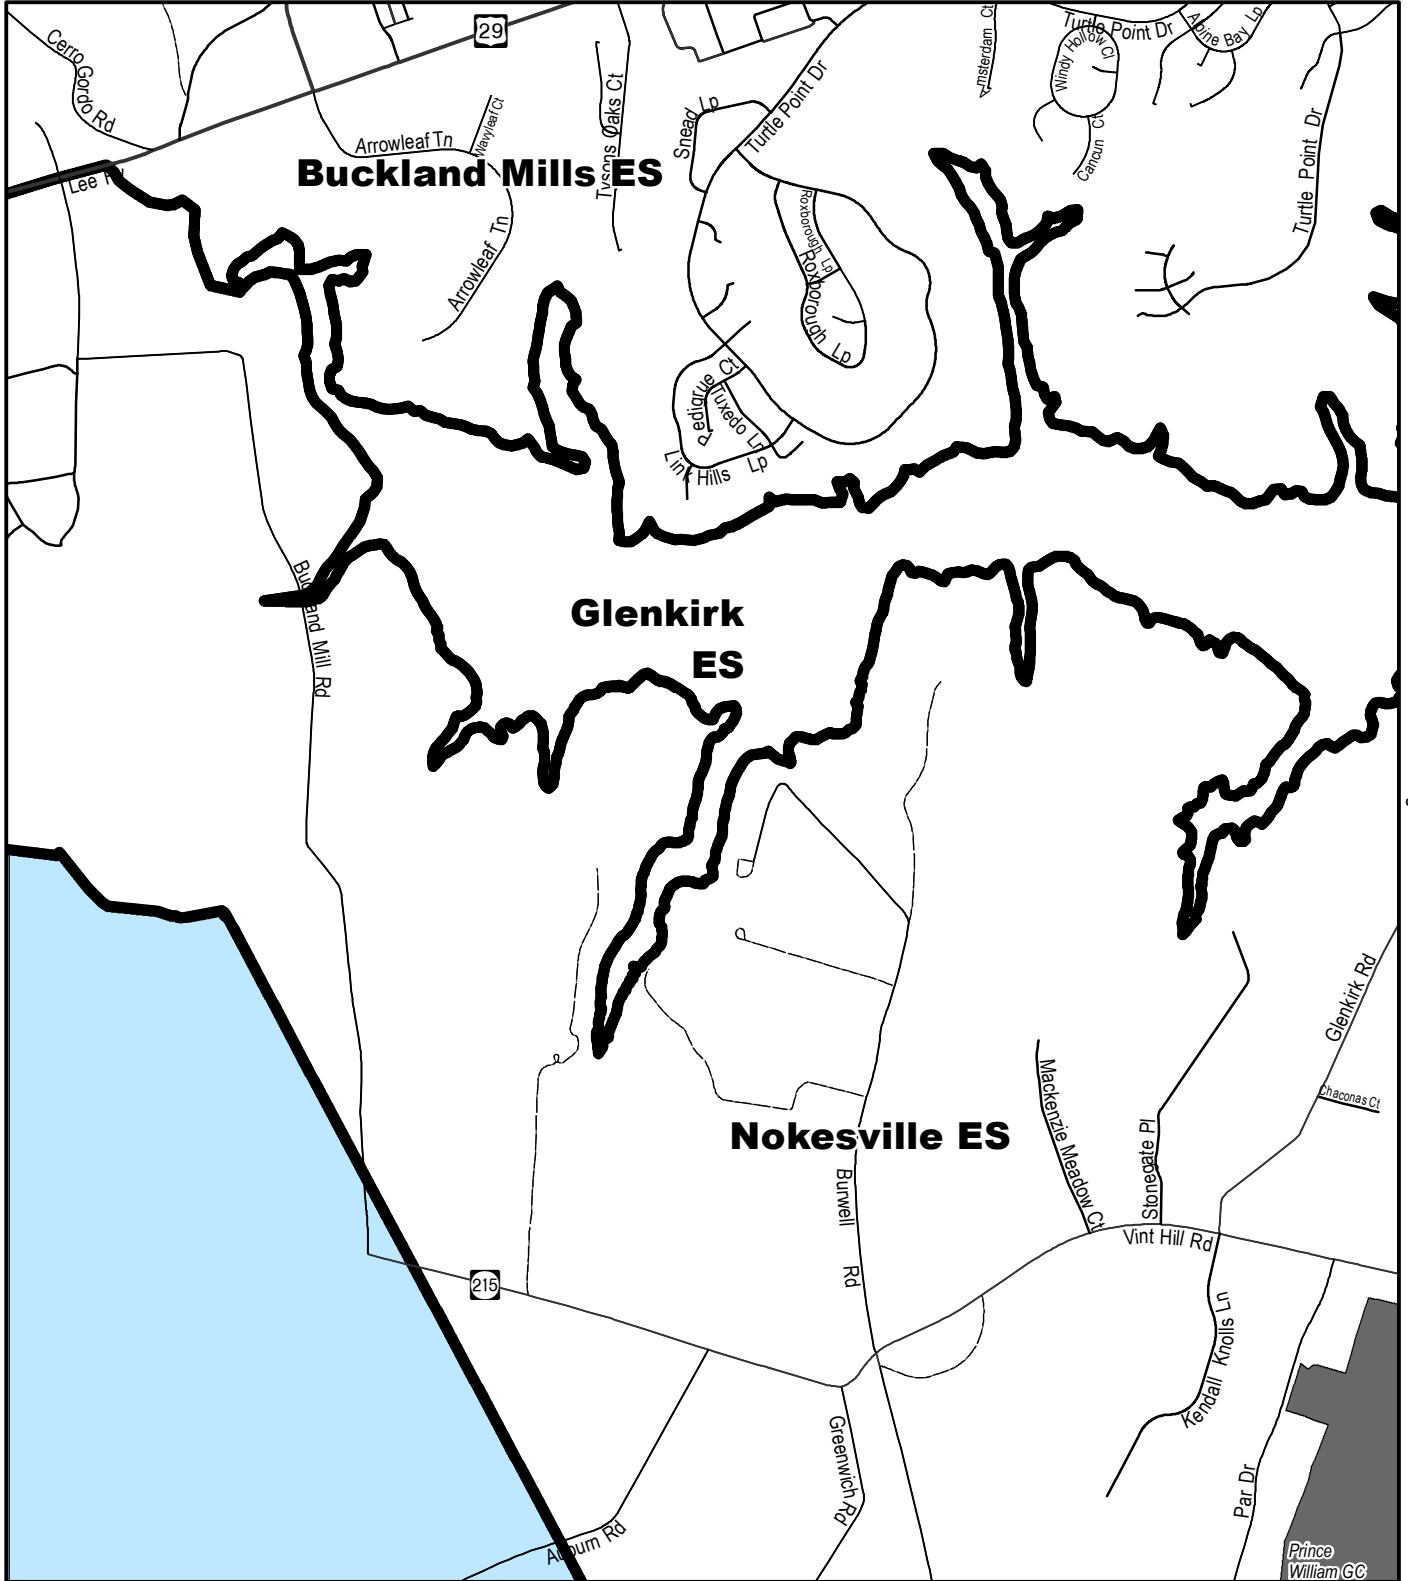 29
Cerro Gordo Rd
Turtle Point Dr
Alpine Bay Lp
Windy Hollow Cl
msterdam Ct
Tysons Oaks Ct
Snead Lp
Turtle Point Dr
Wavyleaf Ct
Arrowleaf Tn
Cancun Ct
Turtle Point Dr
Buckland Mills ES
Lee
Roxborough Lp
Arrowleaf Tn
Roxborough Lp
Pedigrue Ct
Tuxedo Ln
Link Hills Lp
Buckland Mill Rd
Glenkirk
ES
Glenkirk Rd
Chaconas Ct
Mackenzie Meadow Ct
Stonegate Pl
Nokesville ES
Burwell Rd
Vint Hill Rd
215
Kendall Knolls Ln
Greenwich Rd
Par Dr
Auburn Rd
Prince
William GC